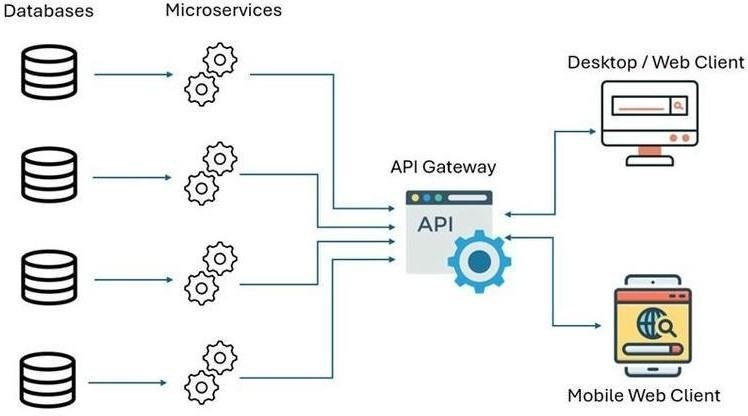 Databases
Microservices
Desktop / Web Client
API Gateway
API
Mobile Web Client